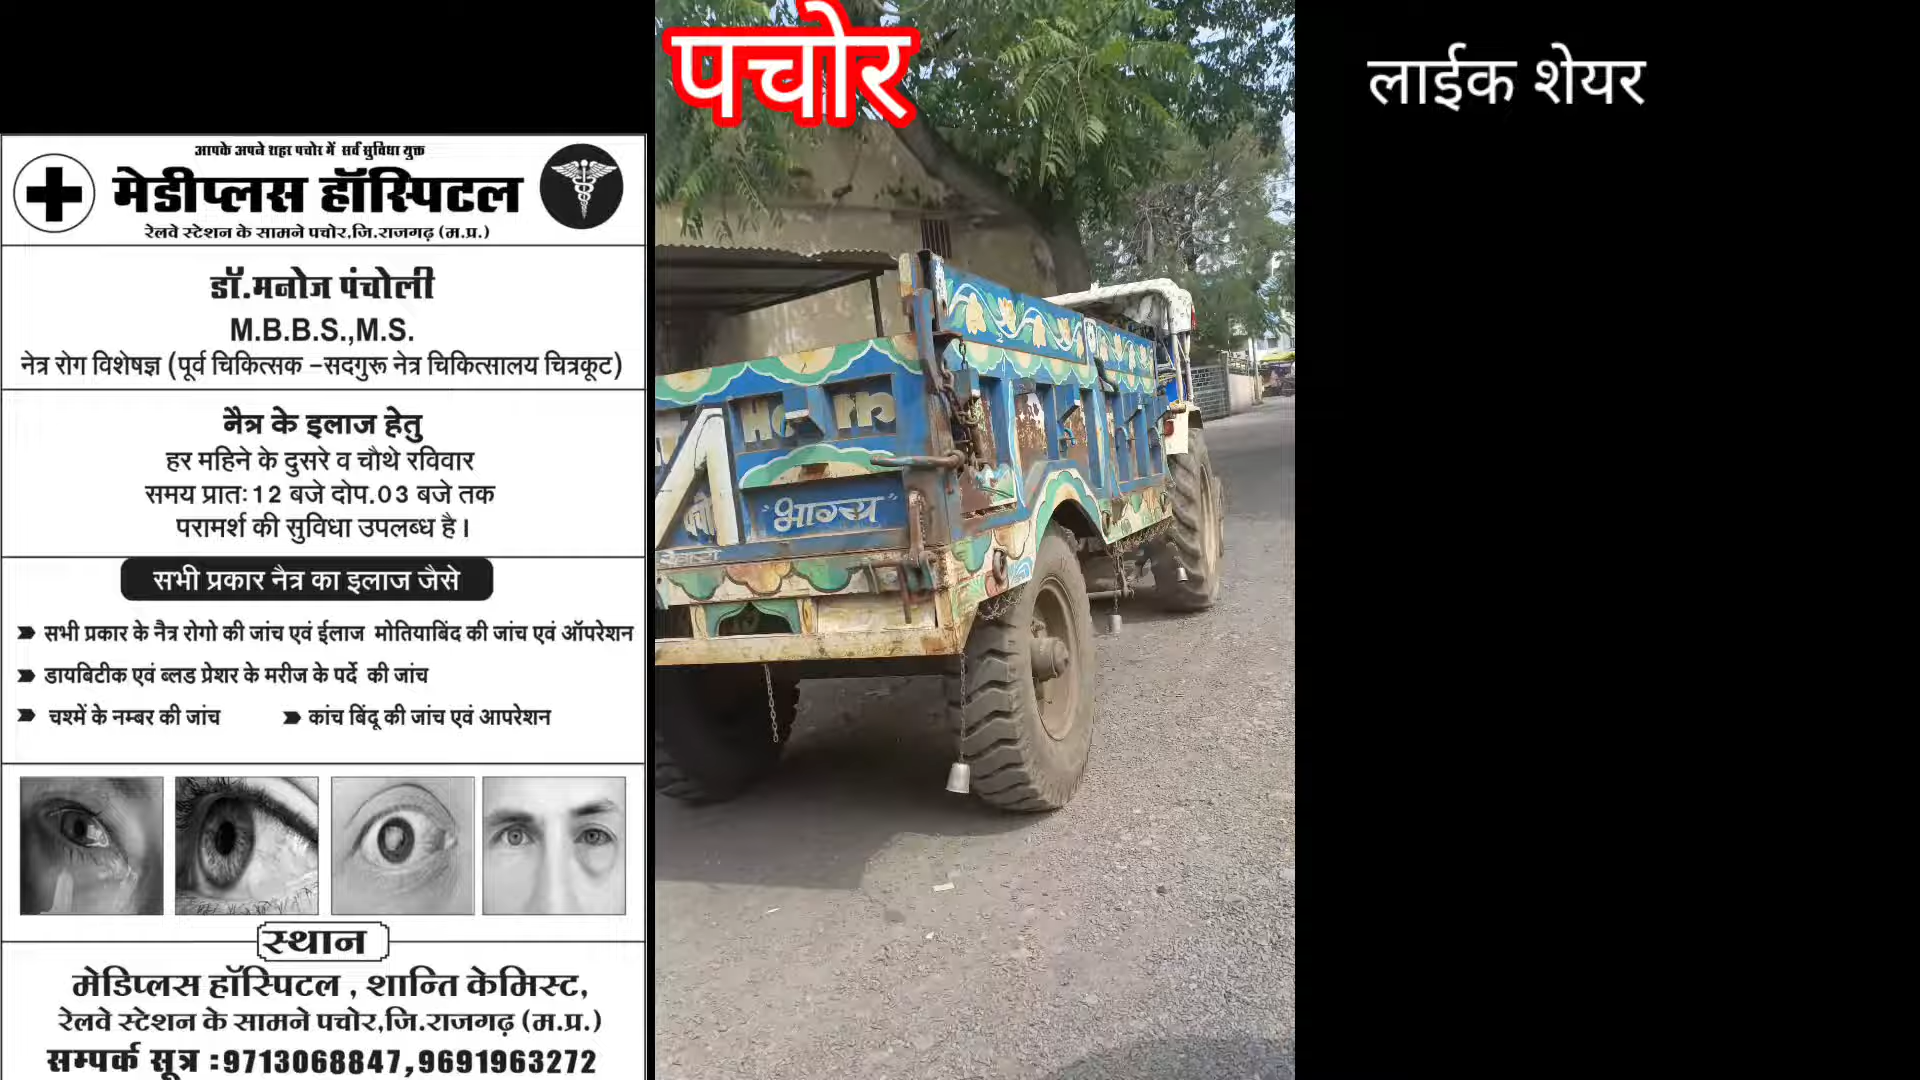 आपके अपने शहर पचोर में सर्व सुविधा युक्त
मेडीप्लस हॉस्पिटल
रेलवे स्टेशन के सामने पचोर,जि.राजगढ़ (म.प्र.)
डॉ.मनोज पंचोली
M.B.B.S.,M.S.
नेत्र रोग विशेषज्ञ (पूर्व चिकित्सक –सदगुरू नेत्र चिकित्सालय चित्रकूट)
नैत्र के इलाज हेतु
हर महिने के दुसरे व चौथे रविवार
समय प्रातः12 बजे दोप.03 बजे तक
परामर्श की सुविधा उपलब्ध है।
सभी प्रकार नैत्र का इलाज जैसे
सभी प्रकार के नैत्र रोगो की जांच एवं ईलाज मोतियाबिंद की जांच एवं ऑपरेशन
डायबिटीक एवं ब्लड प्रेशर के मरीज के पर्दे की जांच
चश्में के नम्बर की जांच
कांच बिंदू की जांच एवं आपरेशन
स्थान
मेडिप्लस हॉस्पिटल , शान्ति केमिस्ट,
रेलवे स्टेशन के सामने पचोर,जि.राजगढ़ (म.प्र.)
सम्पर्क सूत्र :9713068847,9691963272
पचोर
"भाग्य"
लाईक शेयर